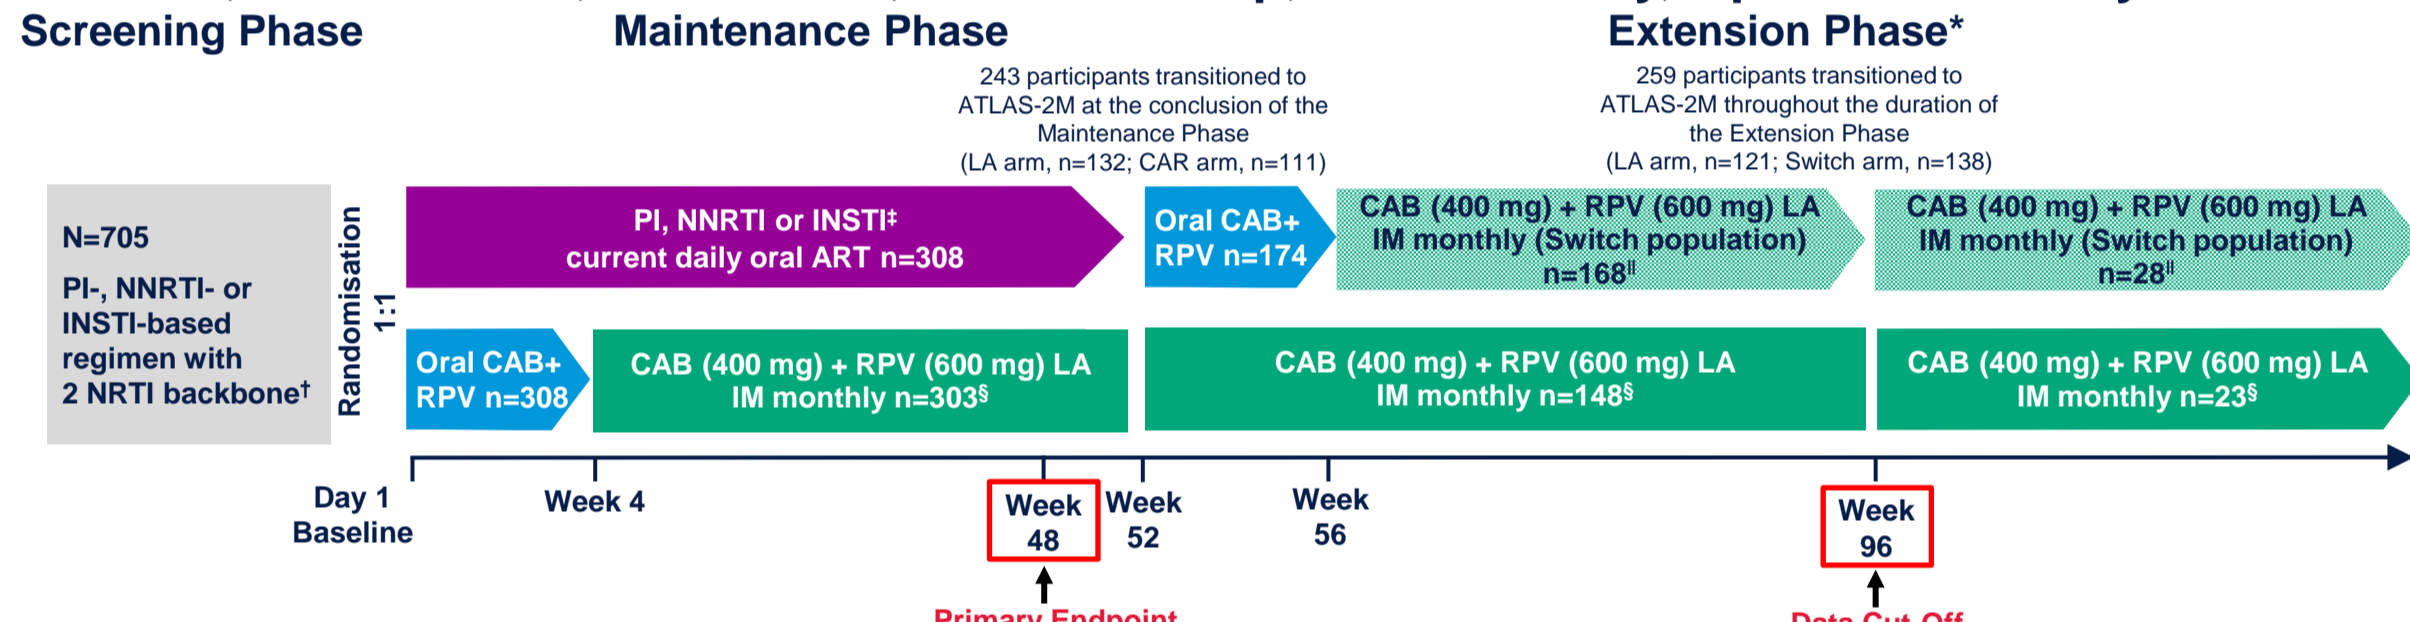 Screening Phase
Maintenance Phase
Extension Phase*
243 participants transitioned to
ATLAS-2M at the conclusion of the
Maintenance Phase
(LA arm, n=132; CAR arm, n=111)
259 participants transitioned to
ATLAS-2M throughout the duration of
the Extension Phase
(LA arm, n=121; Switch arm, n=138)
N=705
PI-, NNRTI- or
INSTI-based
regimen with
2 NRTI backbone†
Randomisation
1:1
PI, NNRTI or INSTI‡
current daily oral ART n=308
Oral CAB+
RPV n=174
CAB (400 mg) + RPV (600 mg) LA
IM monthly (Switch population)
n=168‖
CAB (400 mg) + RPV (600 mg) LA
IM monthly (Switch population)
n=28‖
Oral CAB+
RPV n=308
CAB (400 mg) + RPV (600 mg) LA
IM monthly n=303§
CAB (400 mg) + RPV (600 mg) LA
IM monthly n=148§
CAB (400 mg) + RPV (600 mg) LA
IM monthly n=23§
Day 1
Baseline
Week 4
Week
48
Week
52
Week
56
Week
96
Primary Endpoint
Data Cut-Off